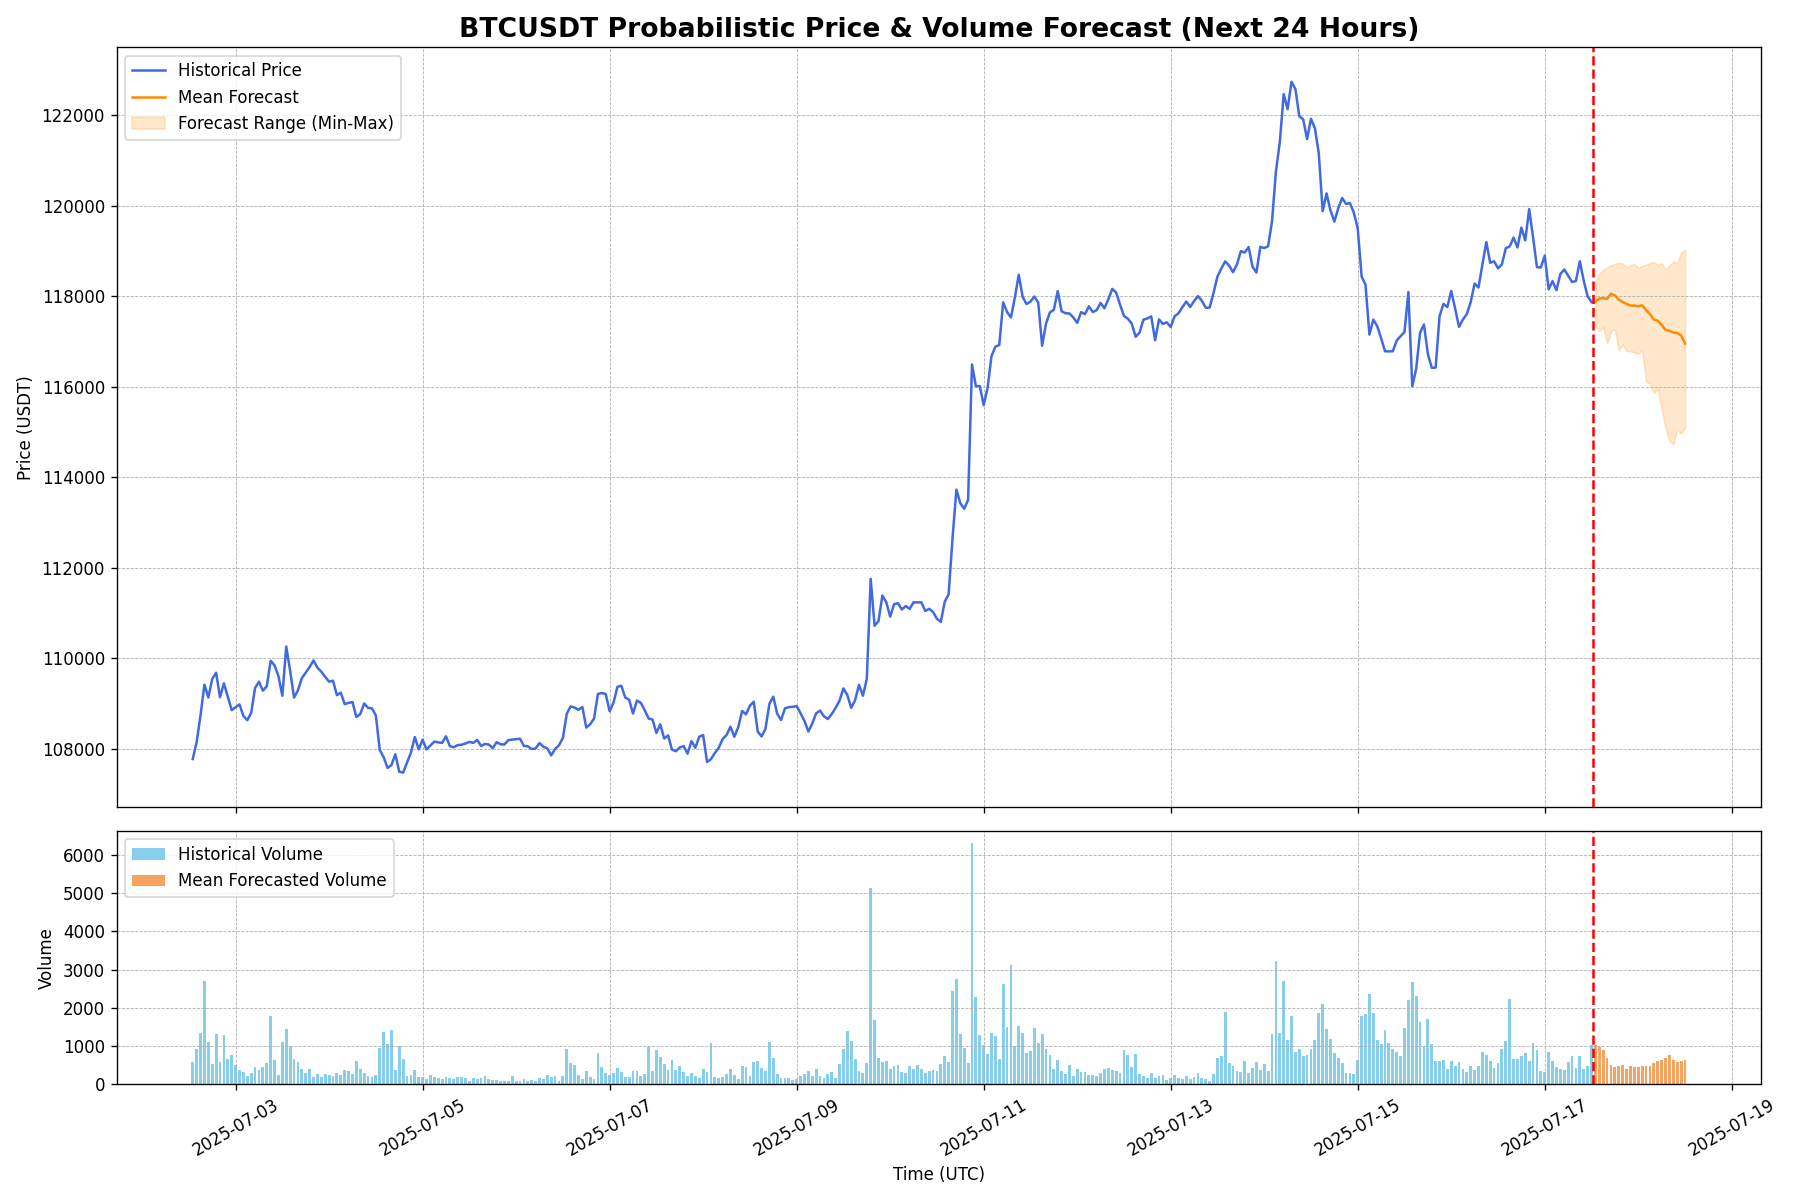 BTCUSDT Probabilistic Price & Volume Forecast (Next 24 Hours)
Historical Price
Mean Forecast
Forecast Range (Min-Max)
122000
120000
118000
116000
114000
112000
110000
108000
Price (USDT)
Historical Volume
Mean Forecasted Volume
6000
5000
4000
3000
2000
1000
0
Volume
2025-07-03
2025-07-05
2025-07-07
2025-07-09
2025-07-11
2025-07-13
2025-07-15
2025-07-17
2025-07-19
Time (UTC)